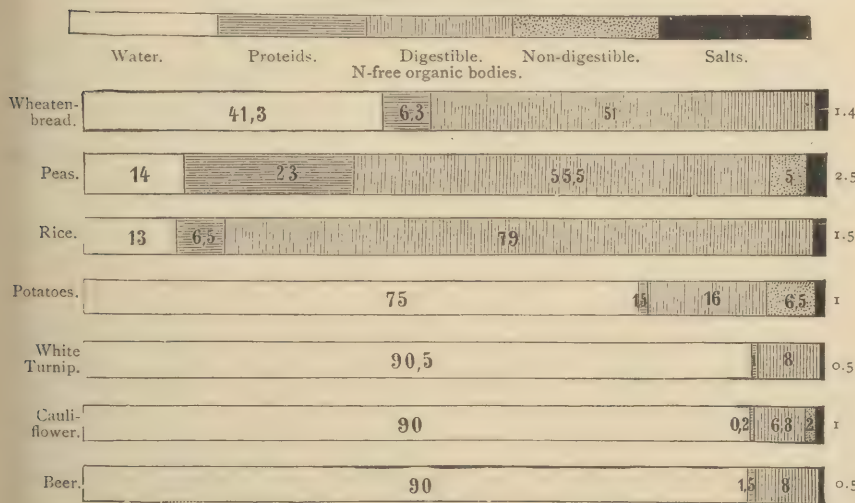 Water. Proteids. Digestible. Non-digestible. Salts.
N-free organic bodies.
Wheaten-
bread. 41,3 6,3 51 1.4
Peas. 14 23 55,5 5 2.5
Rice. 13 6,5 79 1.5
Potatoes. 75 1,5 16 6,5 1
White
Turnip. 90,5 8 0.5
Cauli-
flower. 90 0,2 6,8 2 1
Beer. 90 1,5 8 0.5